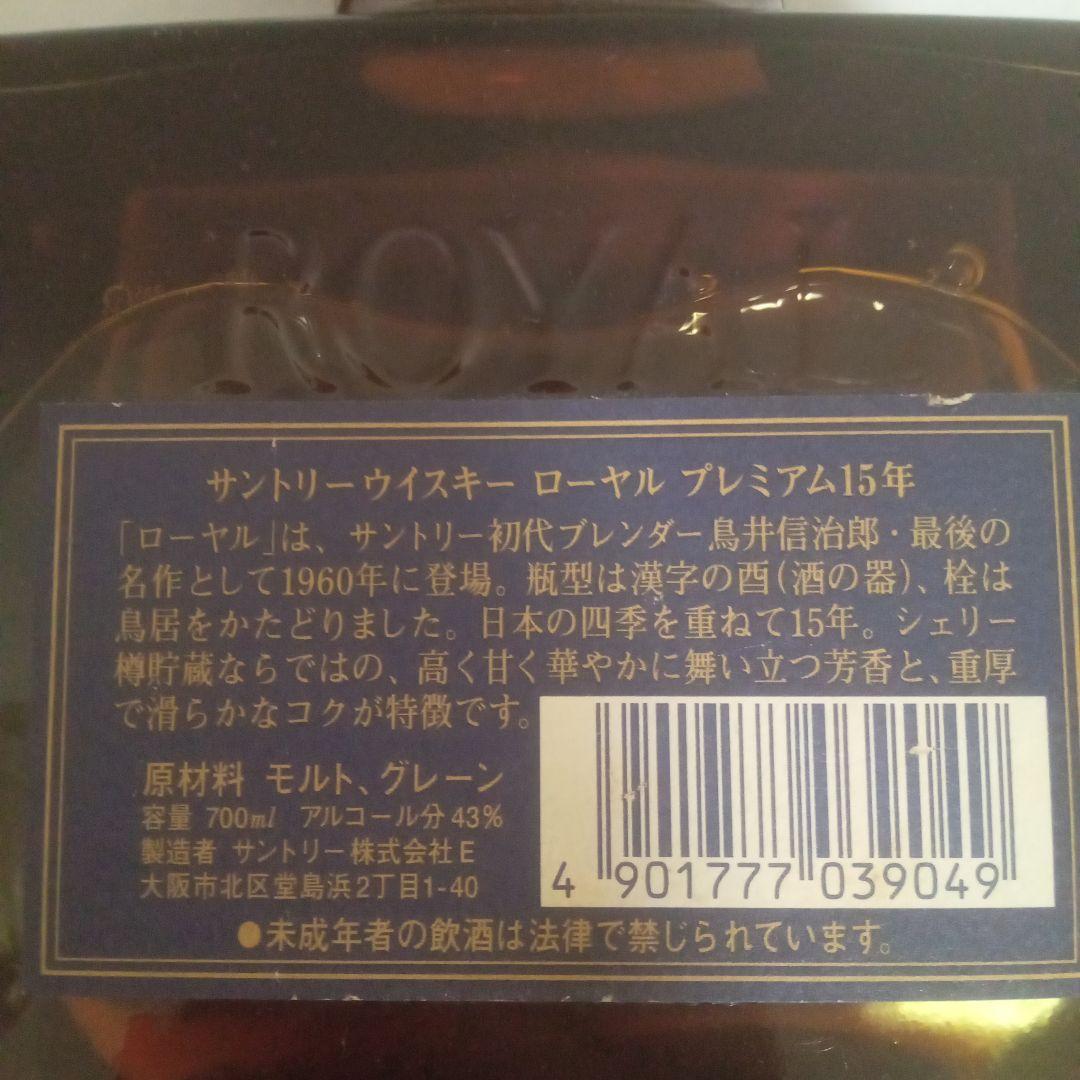 ROYAL
サントリーウイスキー ローヤル プレミアム15年
「ローヤル」は、サントリー初代ブレンダー鳥井信治郎・最後の
名作として1960年に登場。瓶型は漢字の酉(酒の器)、栓は
鳥居をかたどりました。日本の四季を重ねて15年。シェリー
樽貯蔵ならではの、高く甘く華やかに舞い立つ芳香と、重厚
で滑らかなコクが特徴です。
原材料 モルト、グレーン
容量 700ml アルコール分43%
製造者 サントリー株式会社E
大阪市北区堂島浜2丁目1-40
4 901777 039049
●未成年者の飲酒は法律で禁じられています。